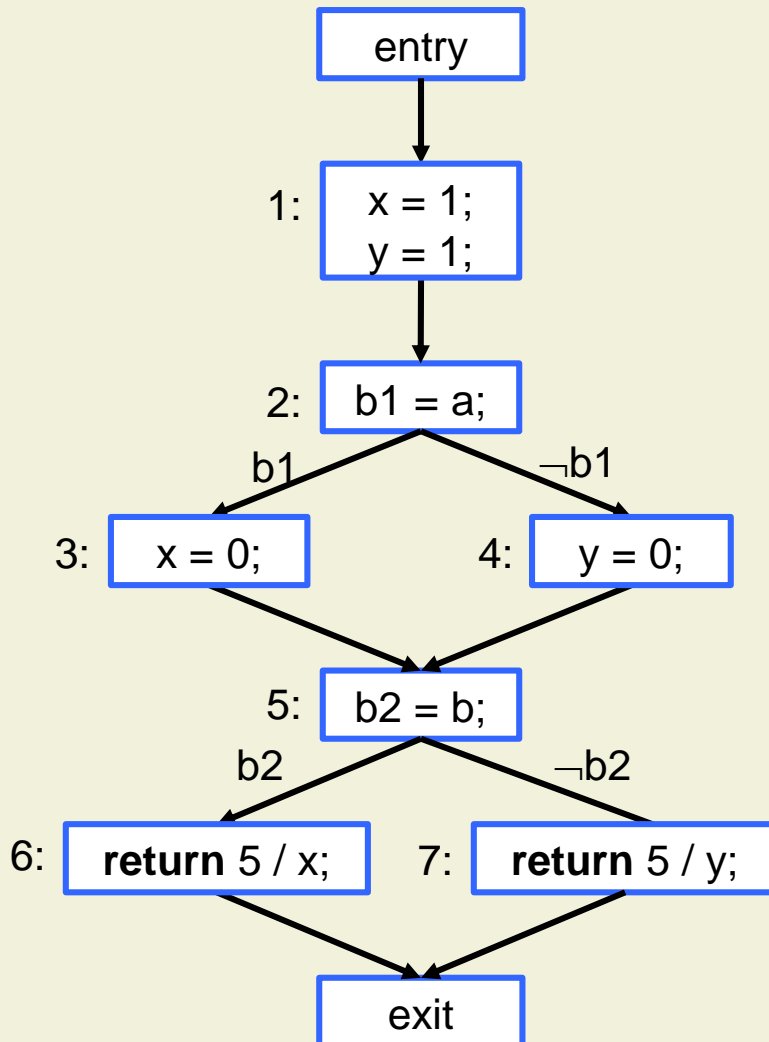 entry
1:
x = 1;
y = 1;
2:
b1 = a;
b1
¬b1
3:
x = 0;
4:
y = 0;
5:
b2 = b;
b2
¬b2
6:
return 5 / x;
7:
return 5 / y;
exit